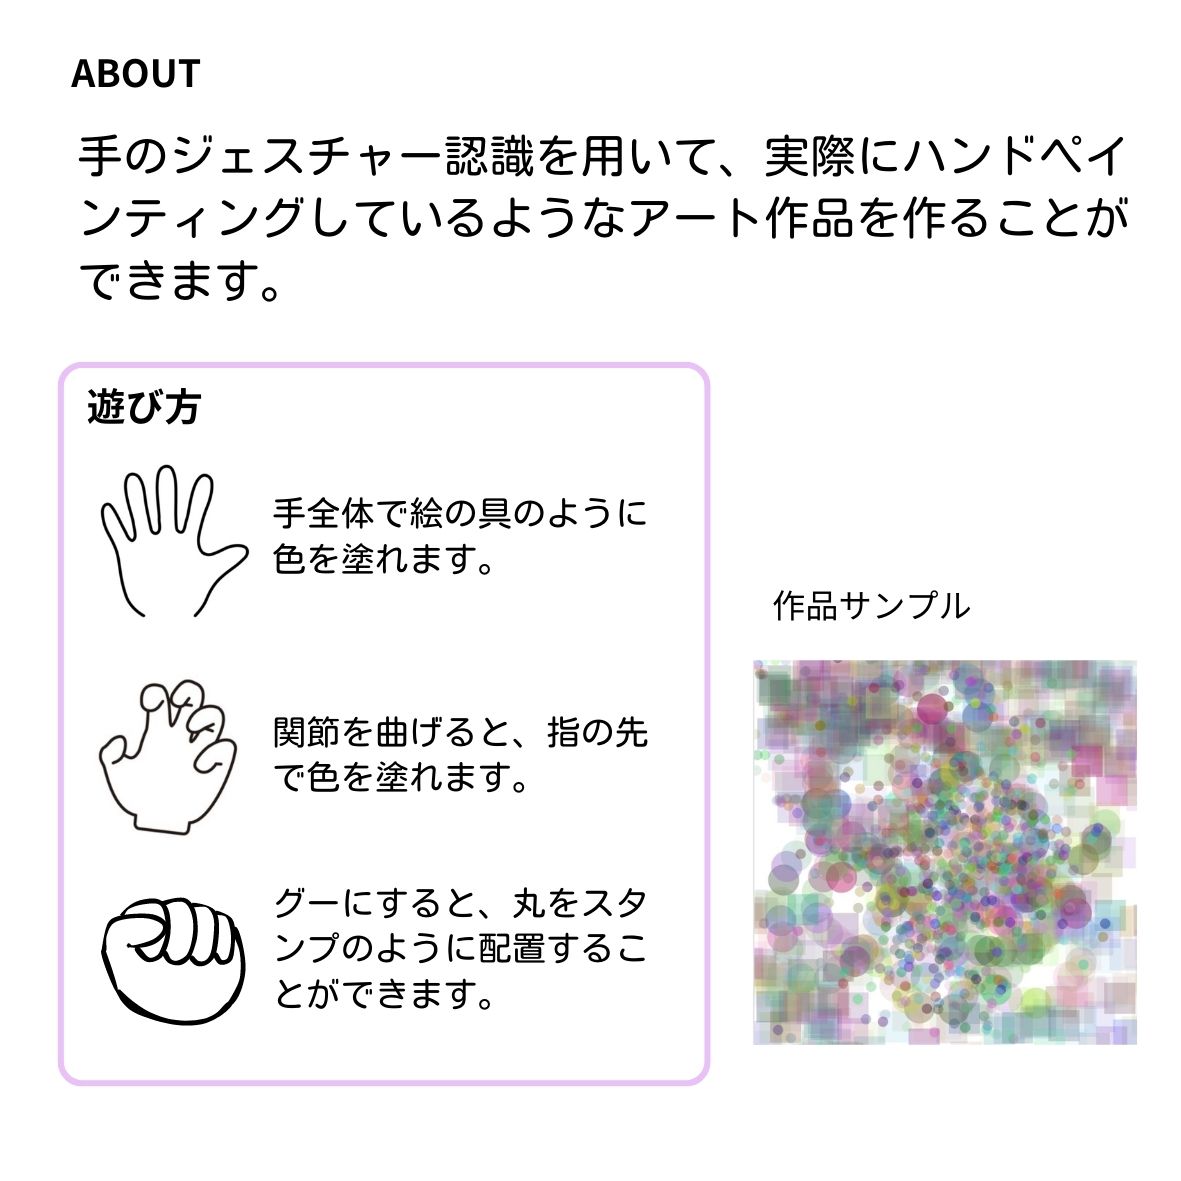 ABOUT
手のジェスチャー認識を用いて、実際にハンドペイ
ンティングしているようなアート作品を作ることが
できます。
遊び方
手全体で絵の具のように
色を塗れます。
関節を曲げると、指の先
で色を塗れます。
グーにすると、丸をスタ
ンプのように配置するこ
とができます。
作品サンプル